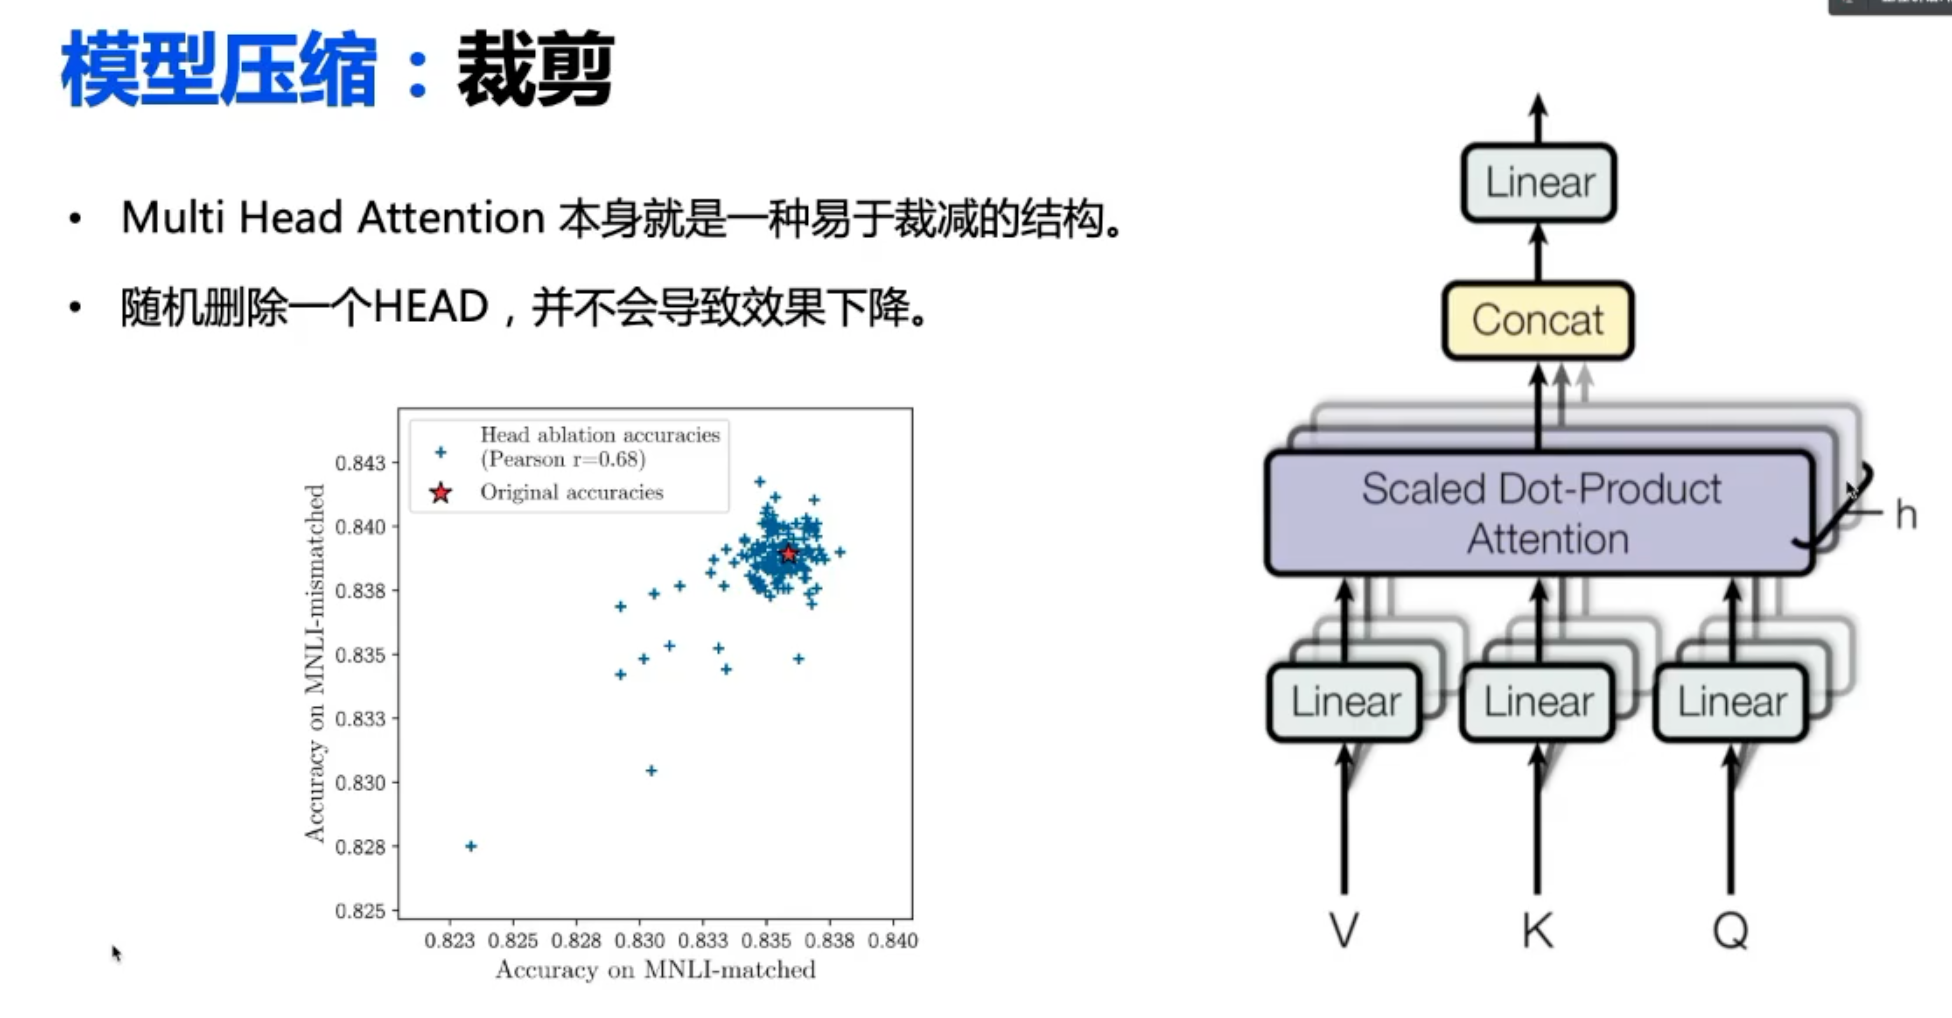 模型压缩：裁剪
• Multi Head Attention 本身就是一种易于裁减的结构。
• 随机删除一个HEAD，并不会导致效果下降。
Head ablation accuracies
(Pearson r=0.68)
Original accuracies
Accuracy on MNLI-mismatched
0.843
0.840
0.838
0.835
0.833
0.830
0.828
0.825
0.823 0.825 0.828 0.830 0.833 0.835 0.838 0.840
Accuracy on MNLI-matched
Linear
Concat
Scaled Dot-Product
Attention
h
Linear Linear Linear
V K Q